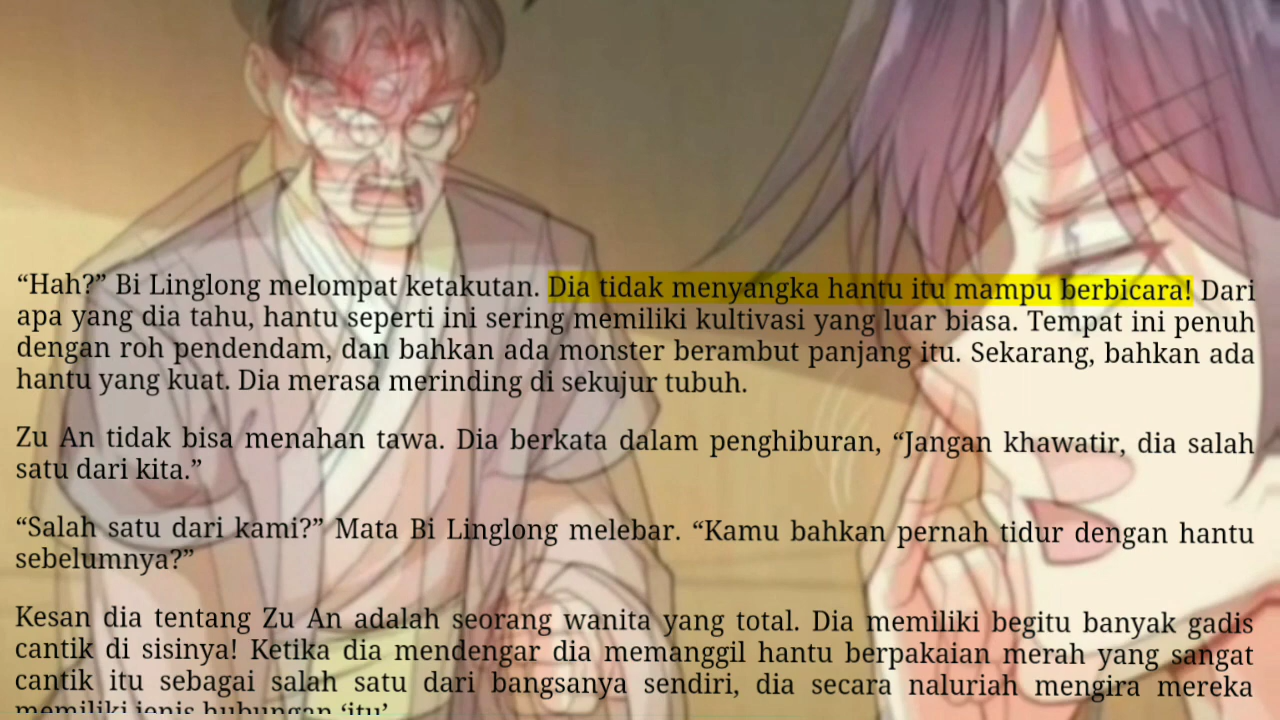 “Hah?” Bi Linglong melompat ketakutan. Dia tidak menyangka hantu itu mampu berbicara! Dari
apa yang dia tahu, hantu seperti ini sering memiliki kultivasi yang luar biasa. Tempat ini penuh
dengan roh pendendam, dan bahkan ada monster berambut panjang itu. Sekarang, bahkan ada
hantu yang kuat. Dia merasa merinding di sekujur tubuh.
Zu An tidak bisa menahan tawa. Dia berkata dalam penghiburan, “Jangan khawatir, dia salah
satu dari kita.”
“Salah satu dari kami?” Mata Bi Linglong melebar. “Kamu bahkan pernah tidur dengan hantu
sebelumnya?”
Kesan dia tentang Zu An adalah seorang wanita yang total. Dia memiliki begitu banyak gadis
cantik di sisinya! Ketika dia mendengar dia memanggil hantu berpakaian merah yang sangat
cantik itu sebagai salah satu dari bangsanya sendiri, dia secara naluriah mengira mereka
memiliki jenis hubungan ‘itu’